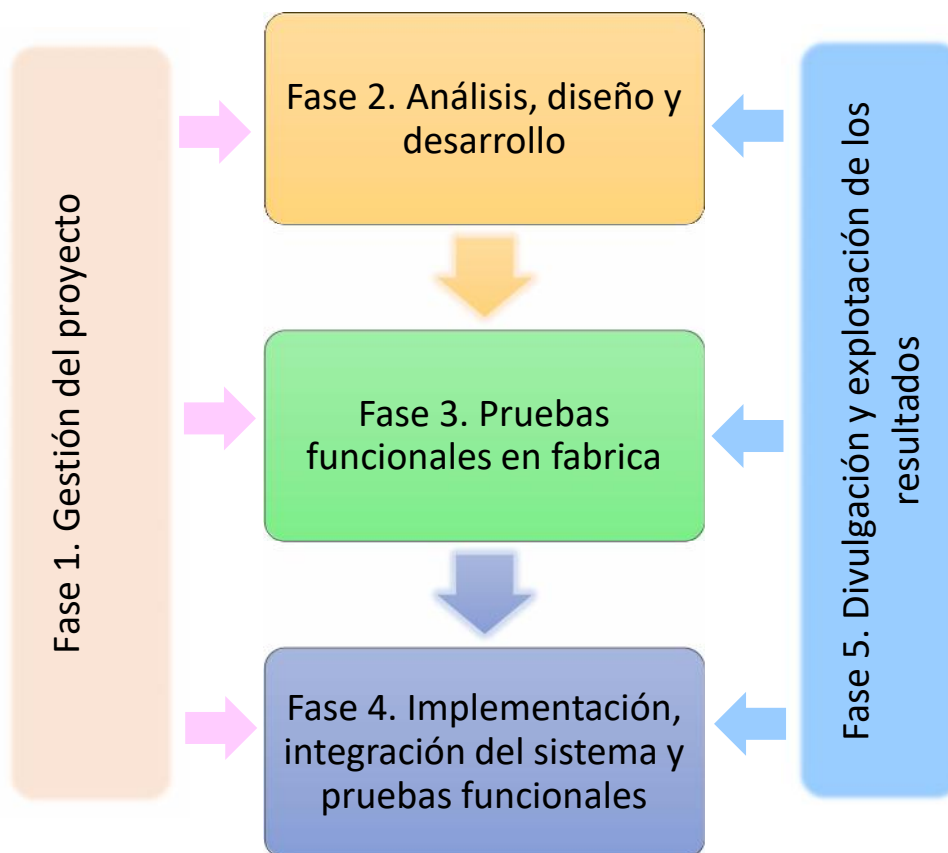 Fase 1. Gestión del proyecto
Fase 2. Análisis, diseño y
desarrollo
Fase 3. Pruebas
funcionales en fabrica
Fase 4. Implementación,
integración del sistema y
pruebas funcionales
Fase 5. Divulgación y explotación de los
resultados